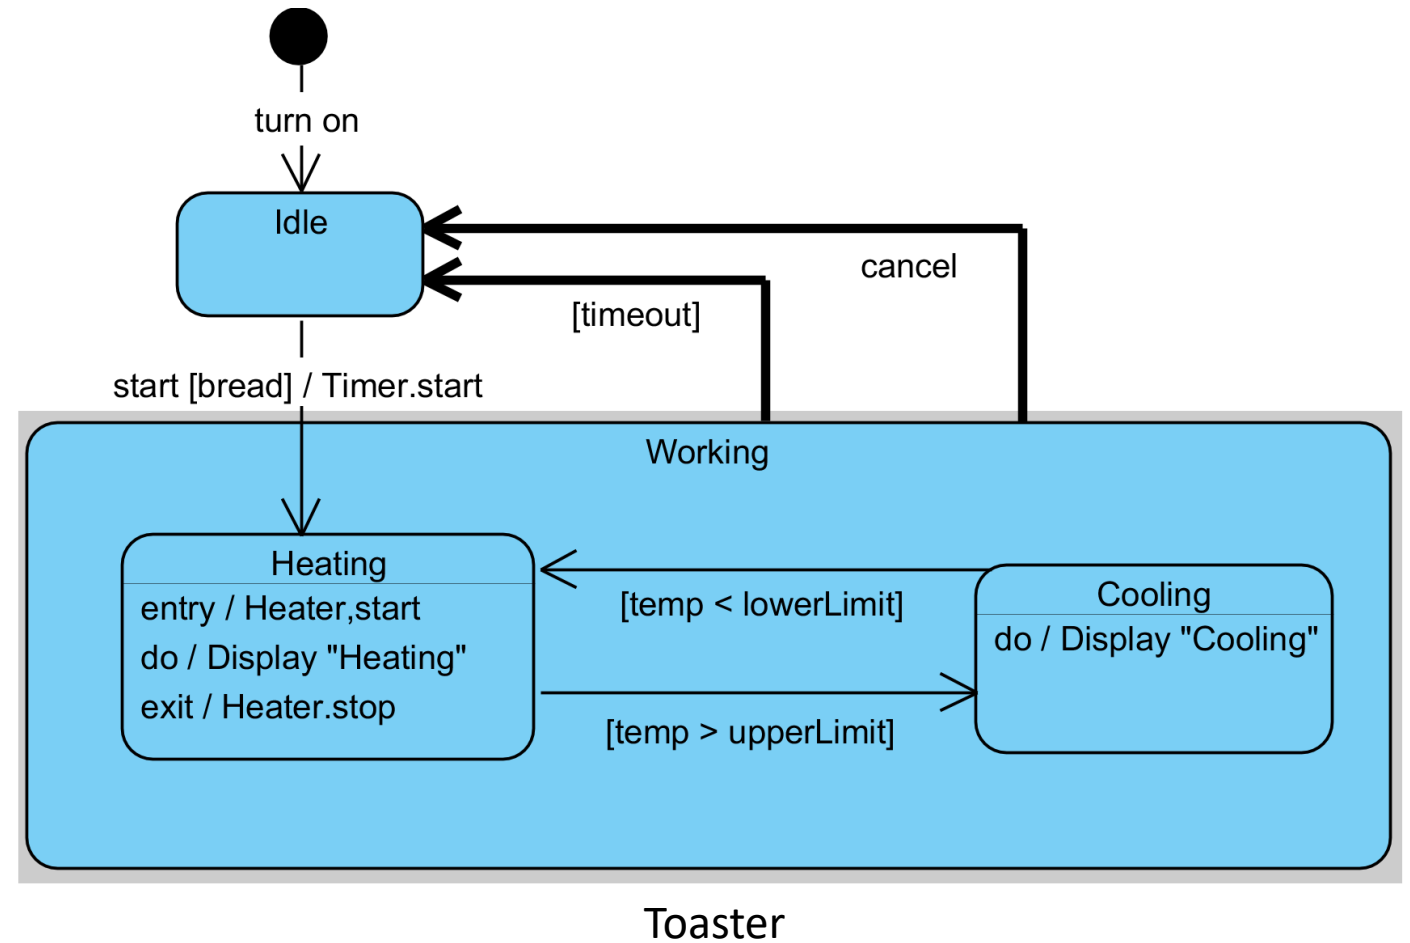 turn on
Idle
cancel
[timeout]
start [bread] / Timer.start
Working
Heating
entry / Heater,start
do / Display "Heating"
exit / Heater.stop
[temp < lowerLimit]
[temp > upperLimit]
Cooling
do / Display "Cooling"
Toaster